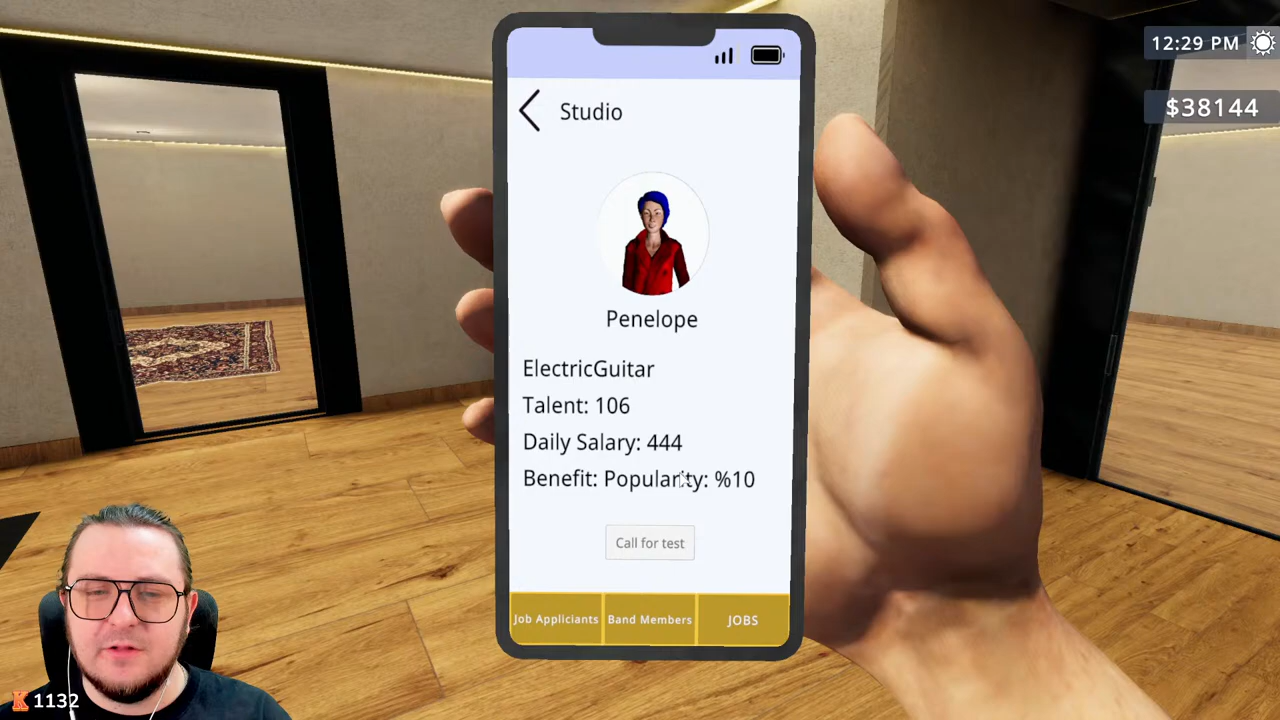 12:29 PM
$38144
Studio
Penelope
ElectricGuitar
Talent: 106
Daily Salary: 444
Benefit: Popularity: %10
Call for test
Job Appliciants
Band Members
JOBS
K 1132